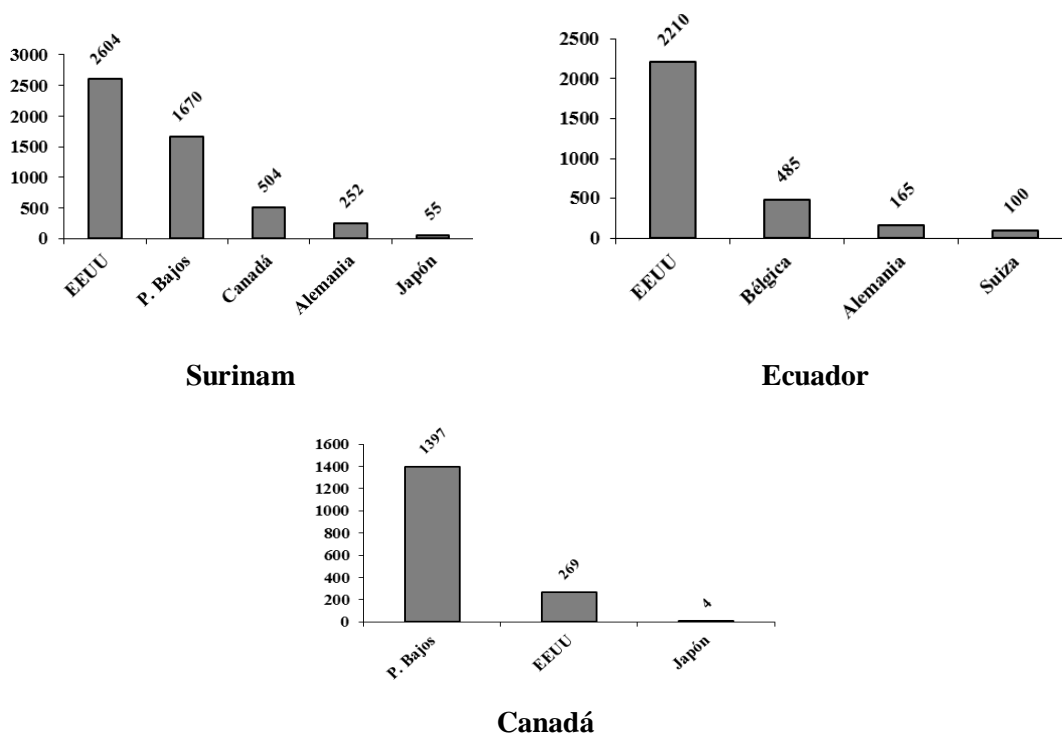 2604
3000
2500
1670
2000
1500
1000
504
252
55
500
0
EEUU
P. Bajos
Canadá
Alemania
Japón
Surinam
2210
2500
2000
1500
1000
485
165
100
500
0
EEUU
Bélgica
Alemania
Suiza
Ecuador
1397
1600
1400
1200
1000
800
269
600
400
4
200
0
P. Bajos
EEUU
Japón
Canadá